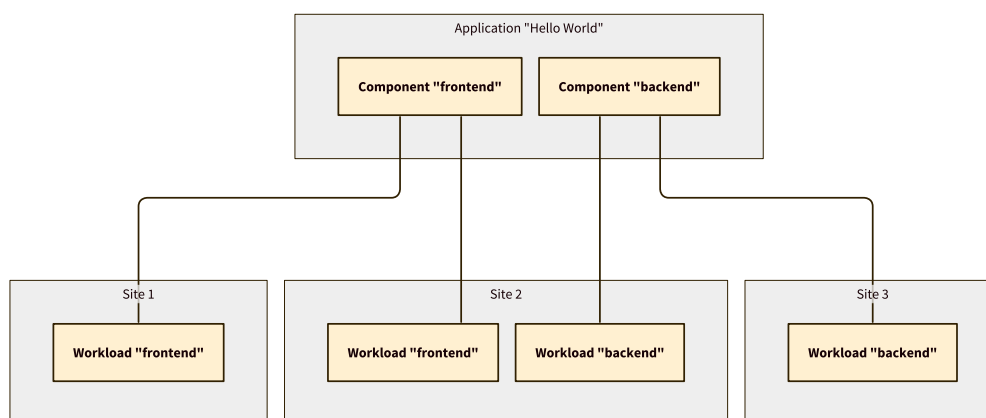 Application "Hello World"
Component "frontend"
Component "backend"
Site 1
Site 2
Site 3
Workload "frontend"
Workload "frontend"
Workload "backend"
Workload "backend"